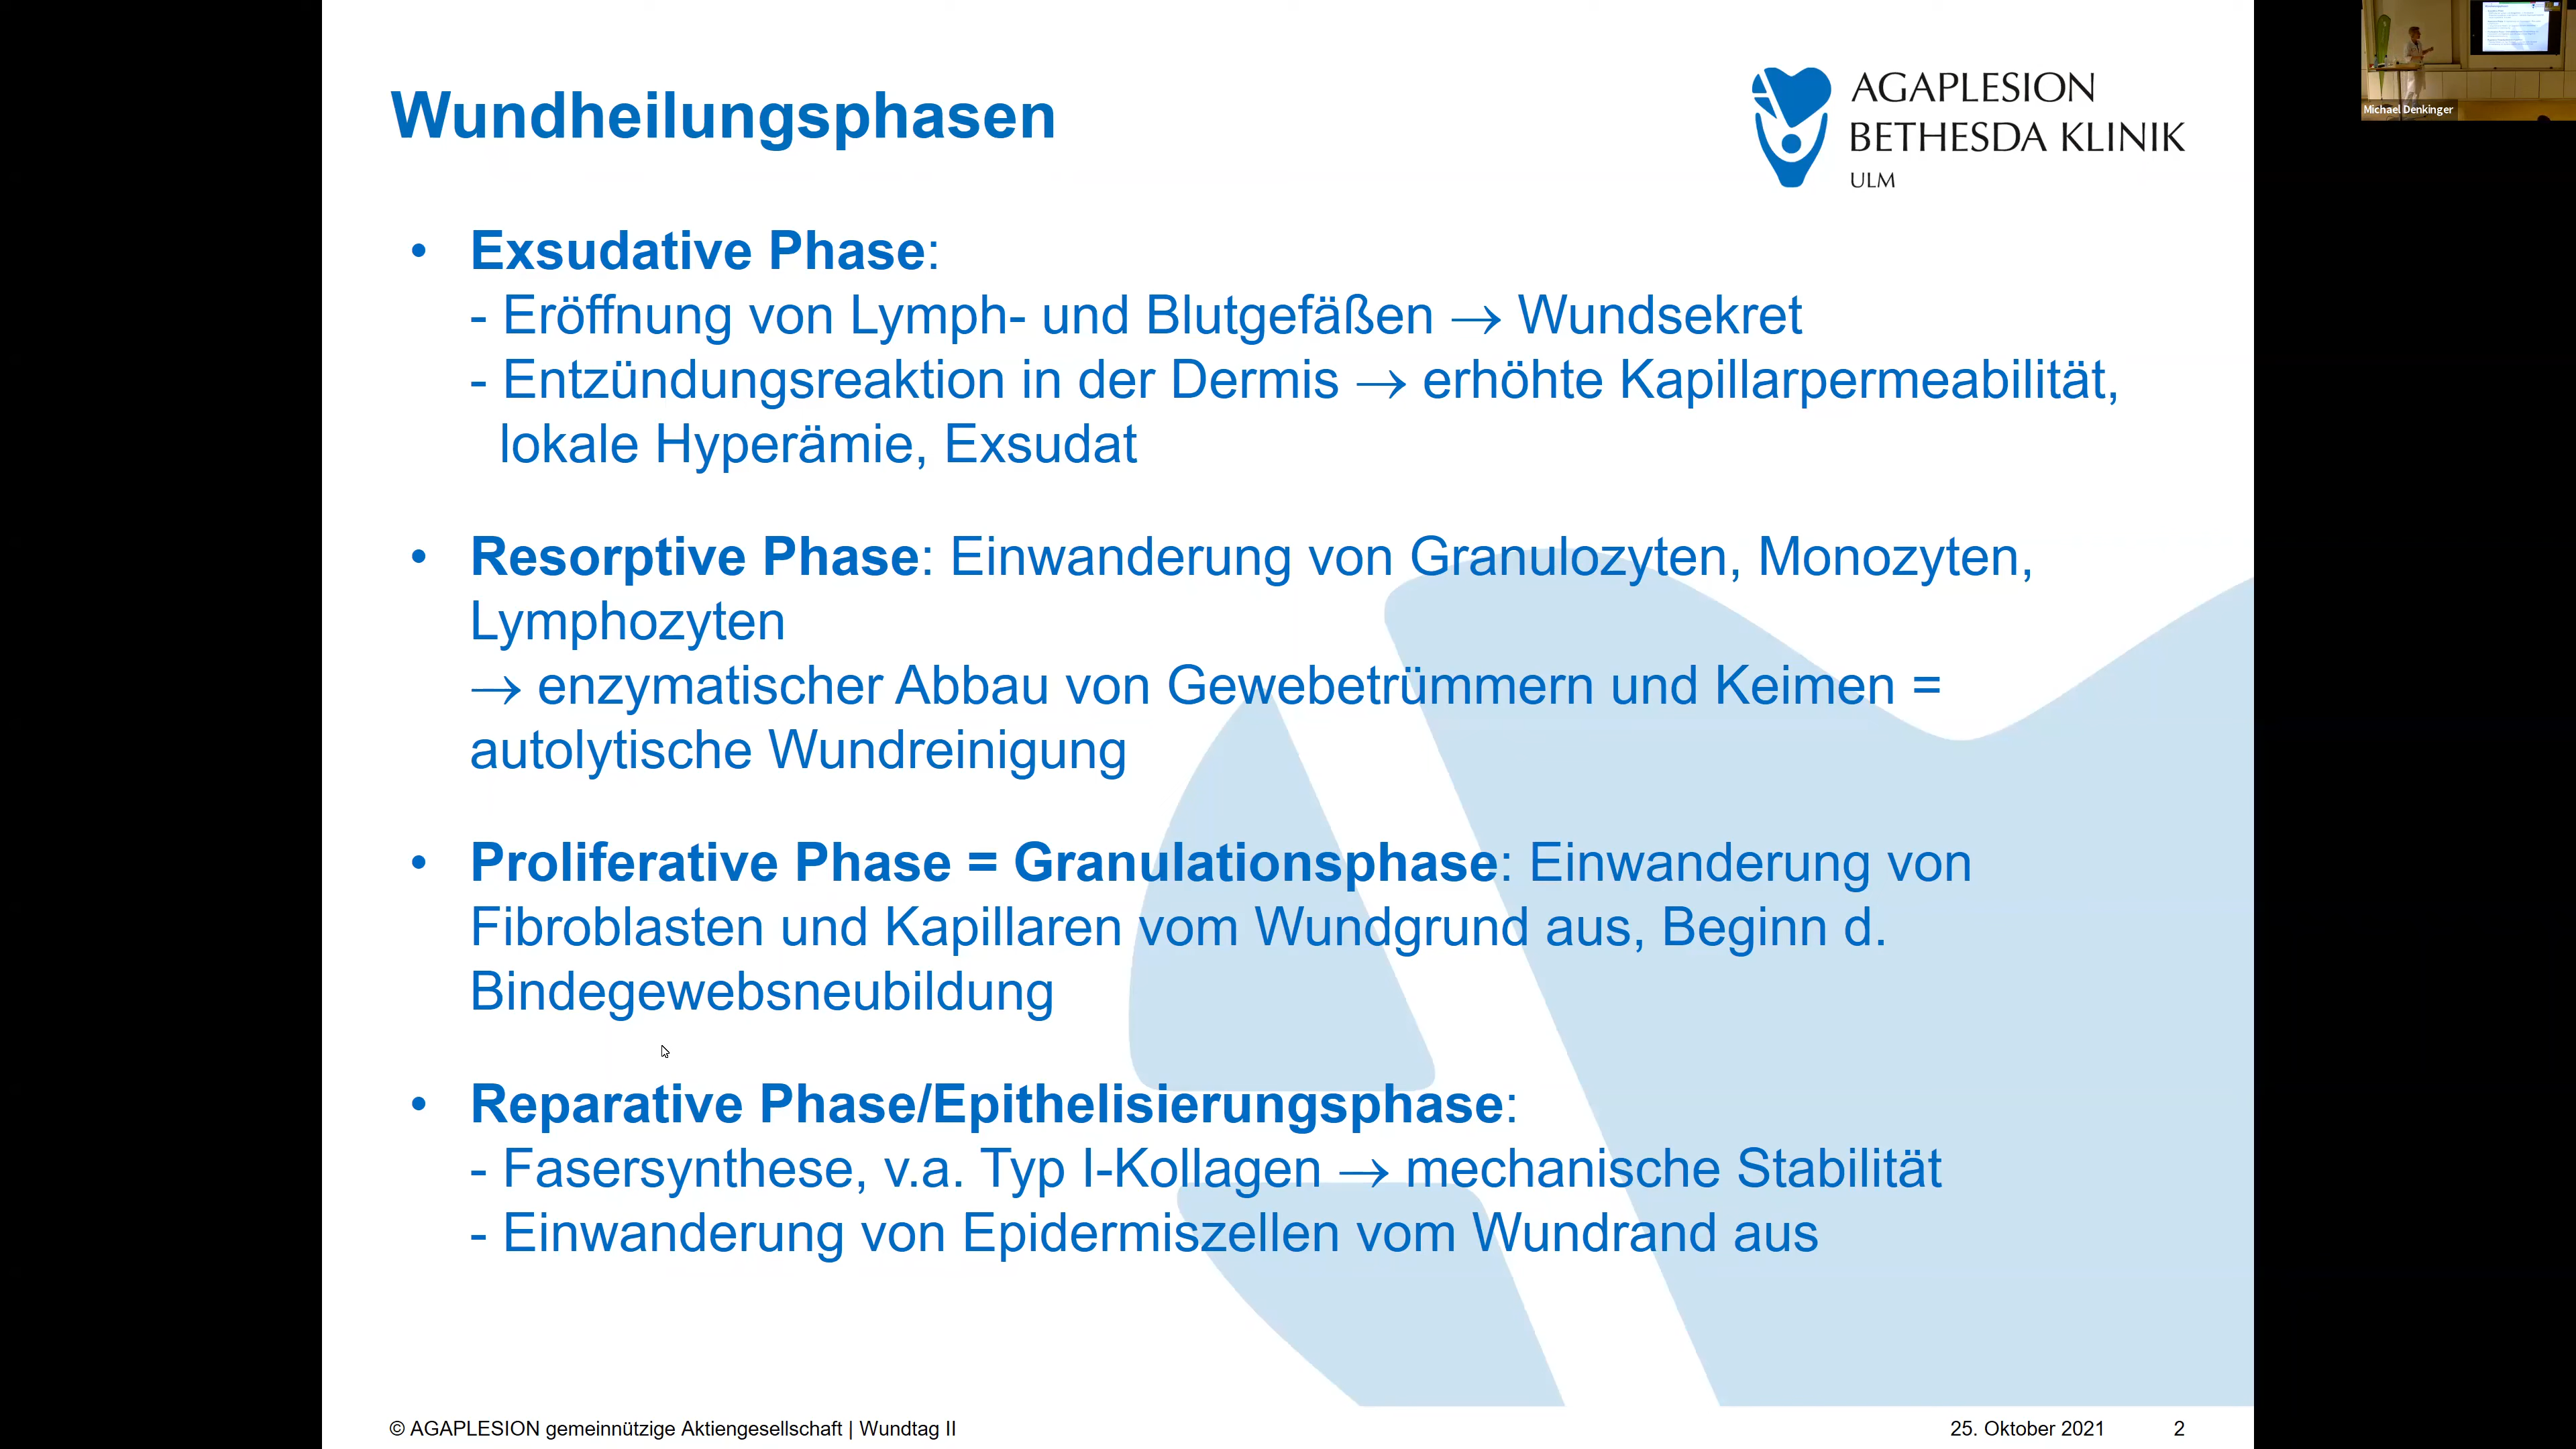 Wundheilungsphasen
AGAPLESION
BETHESDA KLINIK
ULM
Michael Denkinger
• Exsudative Phase:
- Eröffnung von Lymph- und Blutgefäßen → Wundsekret
- Entzündungsreaktion in der Dermis → erhöhte Kapillarpermeabilität,
lokale Hyperämie, Exsudat
• Resorptive Phase: Einwanderung von Granulozyten, Monozyten,
Lymphozyten
→ enzymatischer Abbau von Gewebetrümmern und Keimen =
autolytische Wundreinigung
• Proliferative Phase = Granulationsphase: Einwanderung von
Fibroblasten und Kapillaren vom Wundgrund aus, Beginn d.
Bindegewebsneubildung
• Reparative Phase/Epithelisierungsphase:
- Fasersynthese, v.a. Typ I-Kollagen → mechanische Stabilität
- Einwanderung von Epidermiszellen vom Wundrand aus
© AGAPLESION gemeinnützige Aktiengesellschaft | Wundtag II
25. Oktober 2021 2